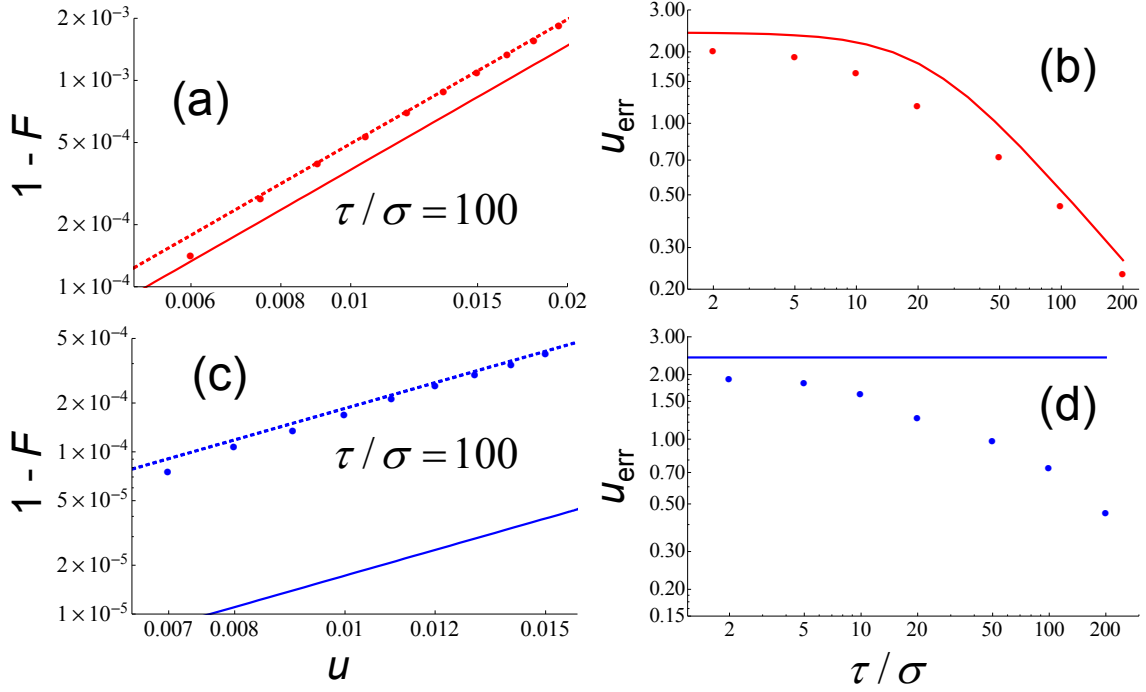 (a)
1 - F
2×10⁻³
1×10⁻³
5×10⁻⁴
2×10⁻⁴
1×10⁻⁴
τ / σ = 100
0.006 0.008 0.01 0.015 0.02
(b)
u_err
3.00
2.00
1.50
1.00
0.70
0.50
0.30
0.20
2 5 10 20 50 100 200
(c)
1 - F
5×10⁻⁴
2×10⁻⁴
1×10⁻⁴
5×10⁻⁵
2×10⁻⁵
1×10⁻⁵
τ / σ = 100
0.007 0.008 0.01 0.012 0.015
u
(d)
u_err
3.00
2.00
1.50
1.00
0.70
0.50
0.30
0.20
0.15
2 5 10 20 50 100 200
τ / σ